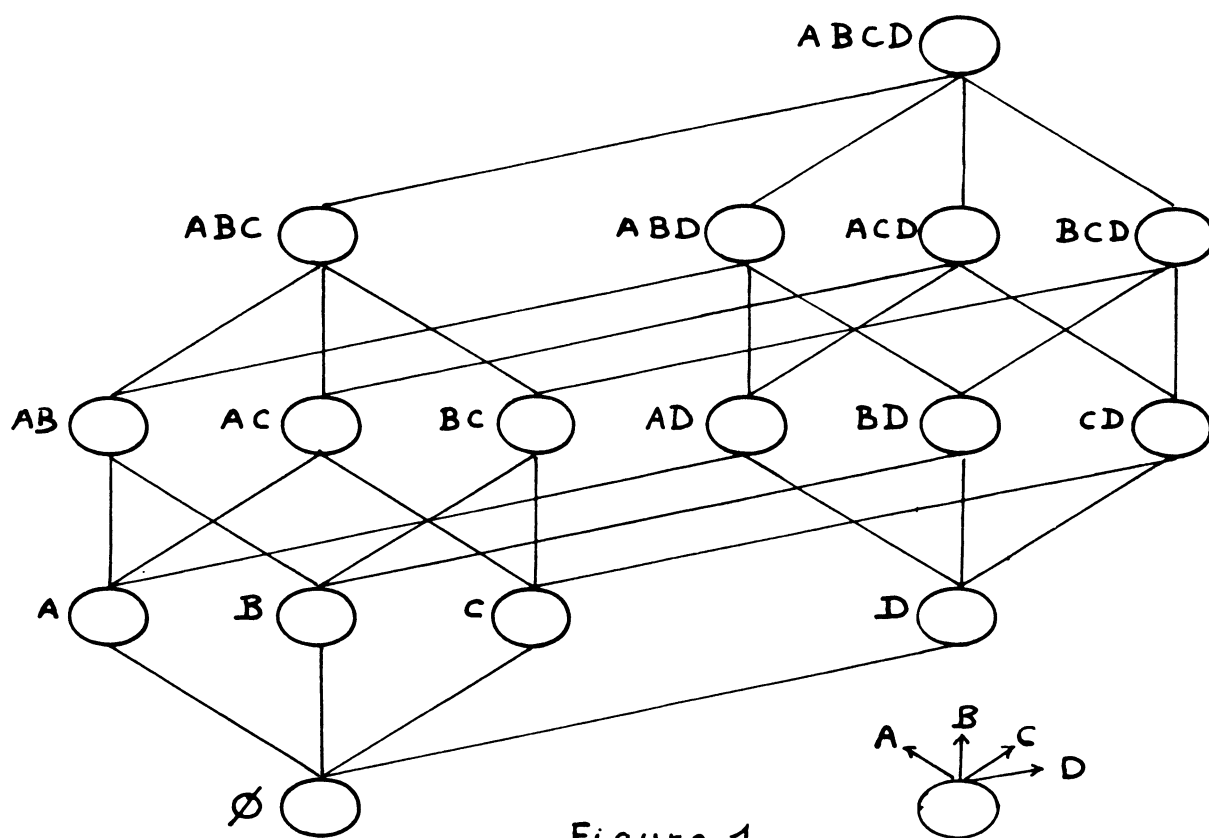 ABCD
ABC ABD ACD BCD
AB AC BC AD BD CD
A B C D
A B C D
Ø
Figure 1